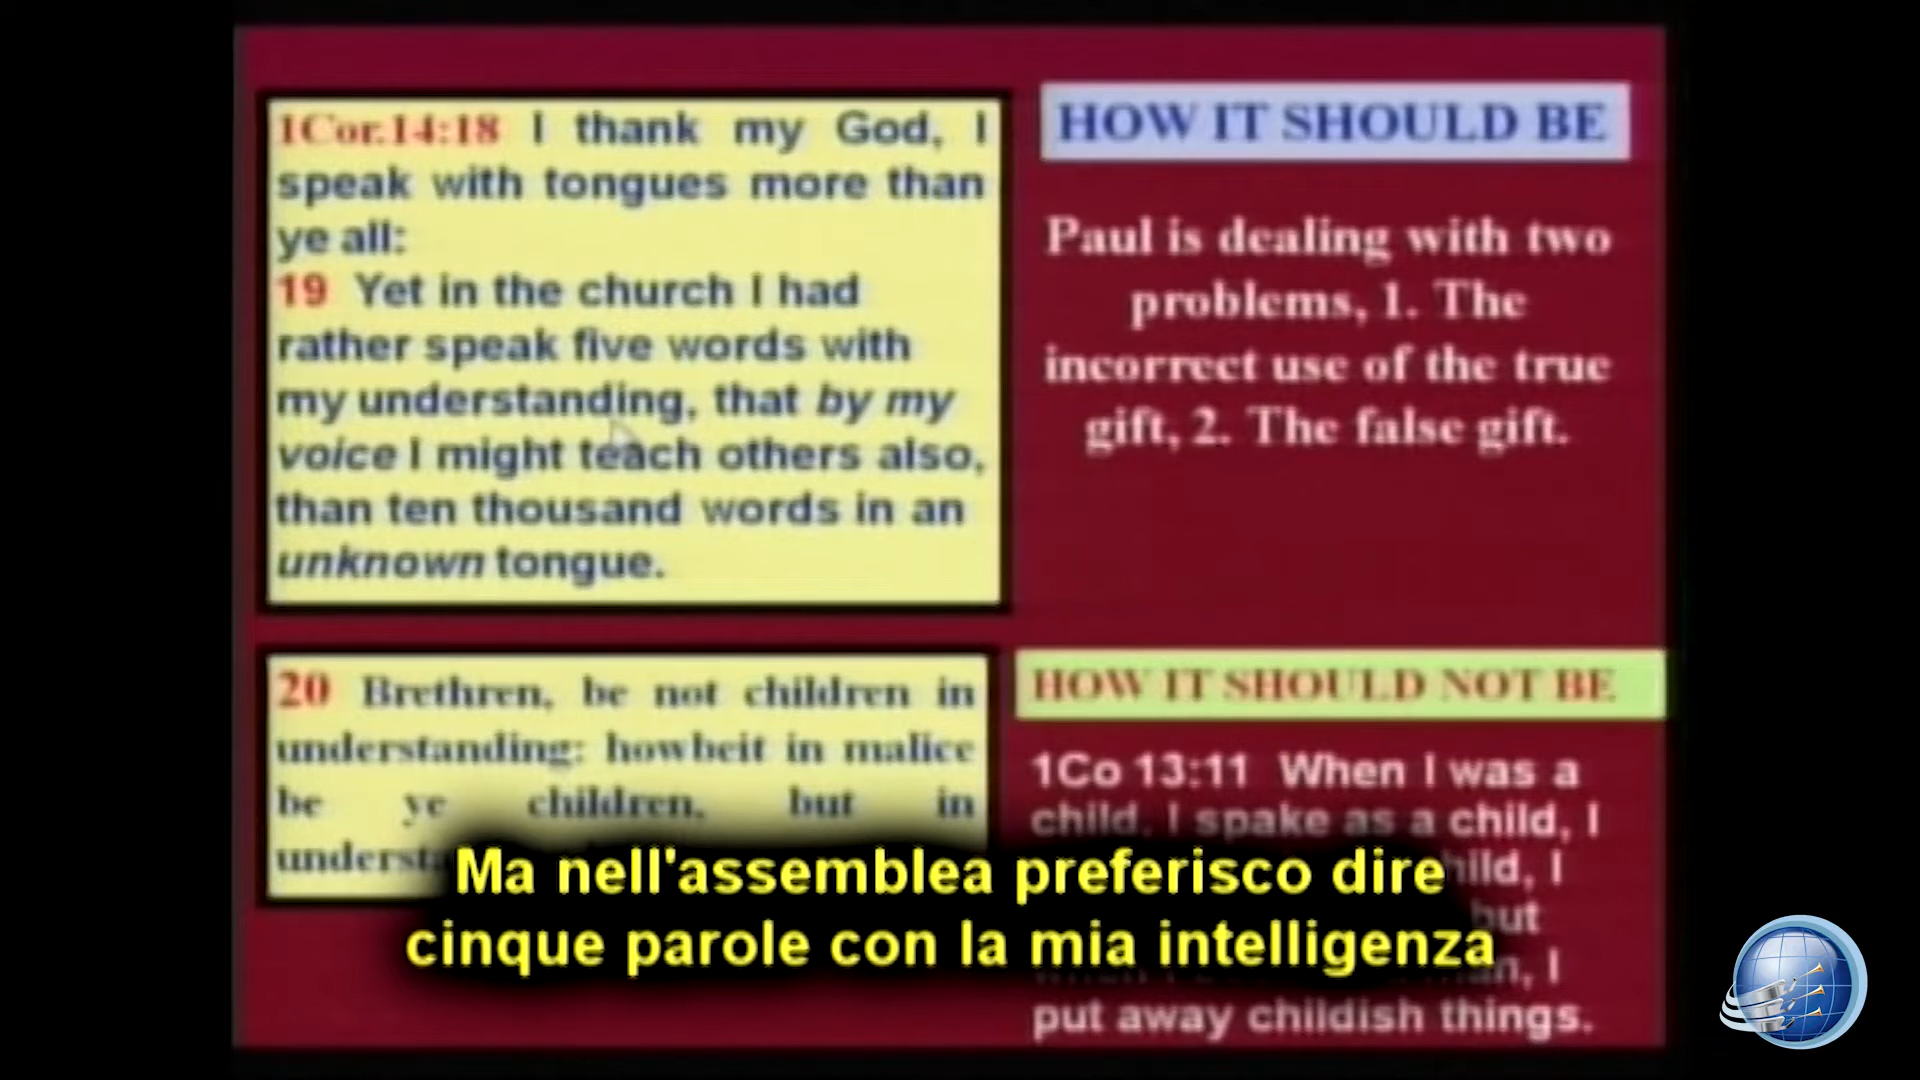 1Cor.14:18 I thank my God, I
speak with tongues more than
ye all:
19 Yet in the church I had
rather speak five words with
my understanding, that by my
voice I might teach others also,
than ten thousand words in an
unknown tongue.
HOW IT SHOULD BE
Paul is dealing with two
problems, 1. The
incorrect use of the true
gift, 2. The false gift.
20 Brethren, be not children in
understanding: howbeit in malice
be ye children, but in
HOW IT SHOULD NOT BE
1Co 13:11 When I was a
child, I spake as a child, I
I
but
I
put away childish things.
Ma nell'assemblea preferisco dire
cinque parole con la mia intelligenza